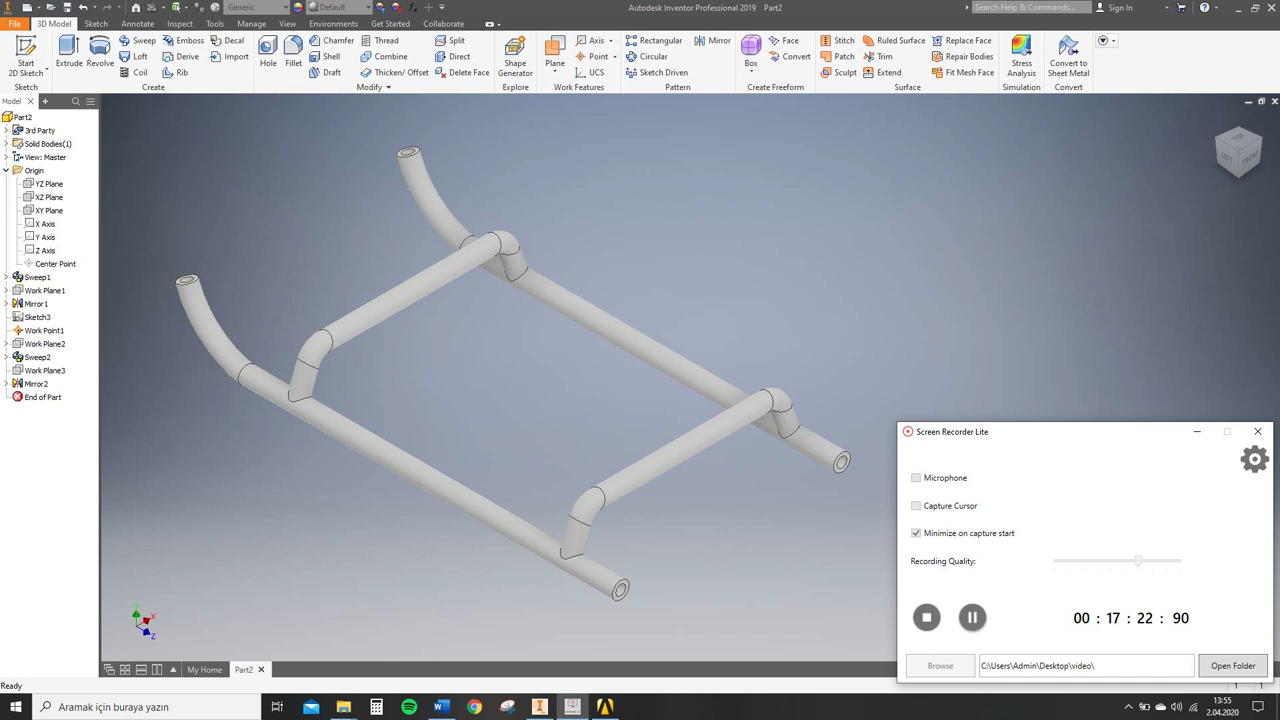 Generic
Default
Autodesk Inventor Professional 2019 Part2
Search Help & Commands...
Sign In
File
3D Model
Sketch
Annotate
Inspect
Tools
Manage
View
Environments
Get Started
Collaborate
Start
2D Sketch
Extrude
Revolve
Sweep
Emboss
Decal
Loft
Derive
Import
Coil
Rib
Hole
Fillet
Chamfer
Thread
Split
Shell
Combine
Direct
Draft
Thicken/ Offset
Delete Face
Shape
Generator
Plane
Axis
Point
UCS
Rectangular
Mirror
Circular
Sketch Driven
Box
Face
Convert
Stitch
Ruled Surface
Replace Face
Patch
Trim
Repair Bodies
Sculpt
Extend
Fit Mesh Face
Stress
Analysis
Convert to
Sheet Metal
Sketch
Create
Modify
Explore
Work Features
Pattern
Create Freeform
Surface
Simulation
Convert
Model
Part2
3rd Party
Solid Bodies(1)
View: Master
Origin
YZ Plane
XZ Plane
XY Plane
X Axis
Y Axis
Z Axis
Center Point
Sweep1
Work Plane1
Mirror1
Sketch3
Work Point1
Work Plane2
Sweep2
Work Plane3
Mirror2
End of Part
TOP
LEFT
FRONT
X
Z
Screen Recorder Lite
Microphone
Capture Cursor
Minimize on capture start
Recording Quality:
00 : 17 : 22 : 90
Browse
C:\Users\Admin\Desktop\video\
Open Folder
My Home
Part2
Ready
1
1
Aramak için buraya yazın
13:55
2.04.2020